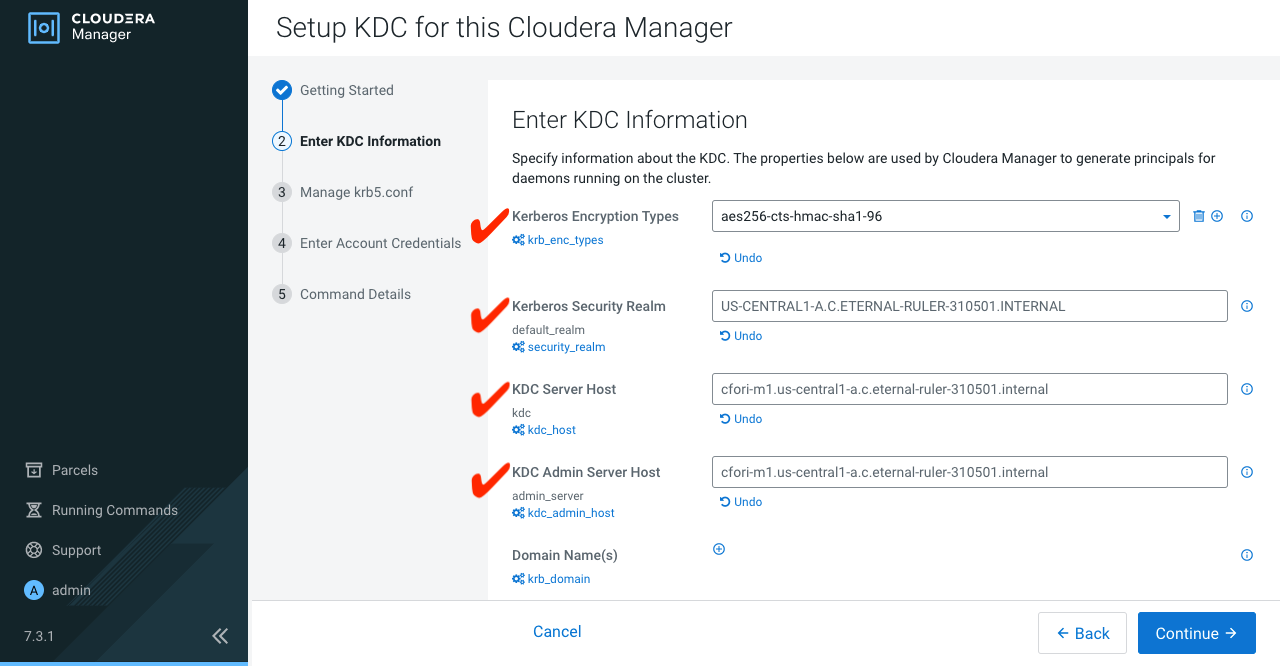 CLOUDERA
Manager
Setup KDC for this Cloudera Manager
Getting Started
2 Enter KDC Information
3 Manage krb5.conf
4 Enter Account Credentials
5 Command Details
Enter KDC Information
Specify information about the KDC. The properties below are used by Cloudera Manager to generate principals for
daemons running on the cluster.
Kerberos Encryption Types
krb_enc_types
aes256-cts-hmac-sha1-96
Undo
Kerberos Security Realm
default_realm
security_realm
US-CENTRAL1-A.C.ETERNAL-RULER-310501.INTERNAL
Undo
KDC Server Host
kdc
kdc_host
cfori-m1.us-central1-a.c.eternal-ruler-310501.internal
Undo
KDC Admin Server Host
admin_server
kdc_admin_host
cfori-m1.us-central1-a.c.eternal-ruler-310501.internal
Undo
Domain Name(s)
krb_domain
Parcels
Running Commands
Support
A admin
7.3.1
Cancel
Back
Continue